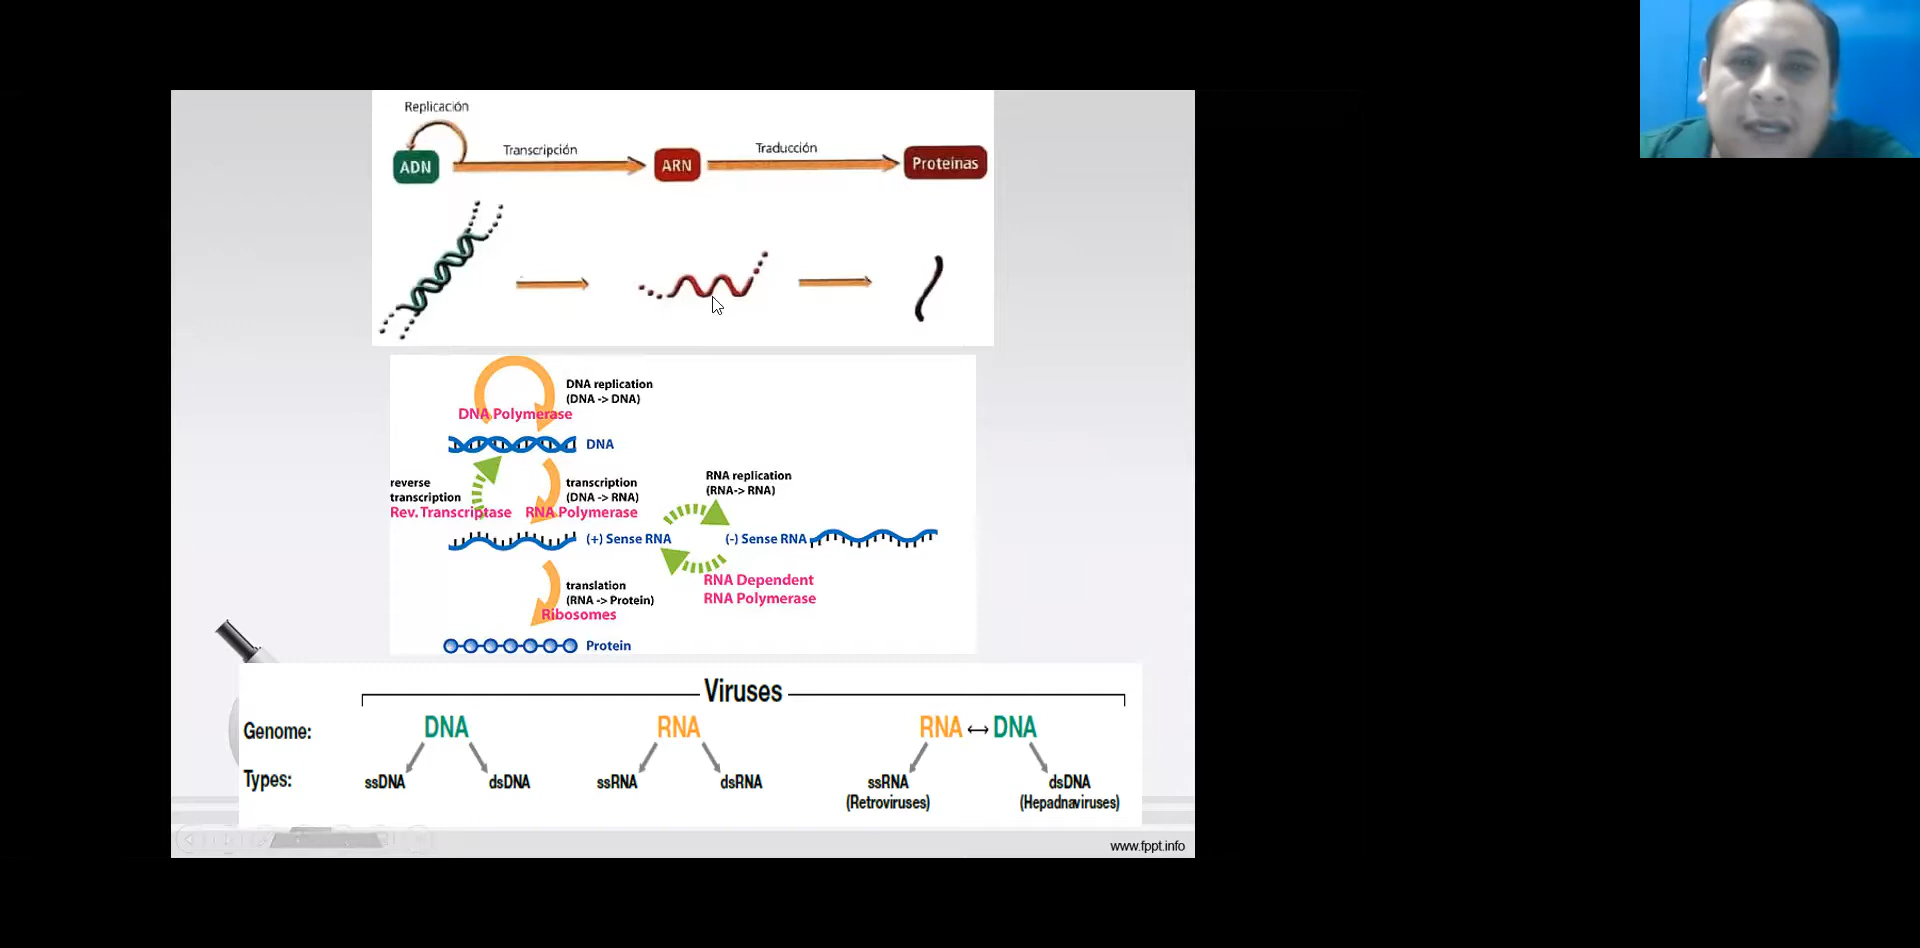 Replicación
ADN
Transcripción
ARN
Traducción
Proteínas
DNA replication
(DNA -> DNA)
DNA Polymerase
DNA
reverse
transcription
Rev. Transcriptase
transcription
(DNA -> RNA)
RNA Polymerase
RNA replication
(RNA-> RNA)
(+) Sense RNA
(-) Sense RNA
RNA Dependent
RNA Polymerase
translation
(RNA -> Protein)
Ribosomes
Protein
Viruses
Genome: DNA RNA RNA ↔ DNA
Types: ssDNA dsDNA ssRNA dsRNA ssRNA dsDNA
(Retroviruses) (Hepadnaviruses)
www.fppt.info